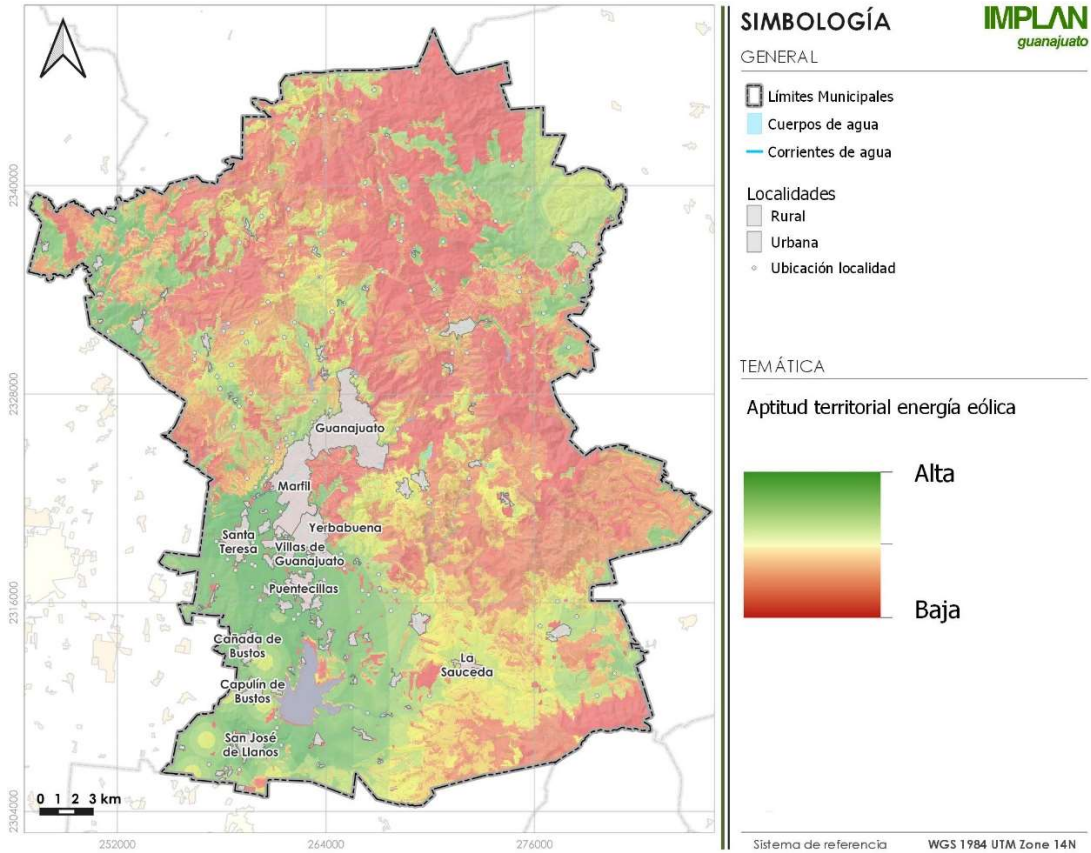 SIMBOLOGÍA
IMPLAN
guanajuato
GENERAL
Límites Municipales
Cuerpos de agua
Corrientes de agua
Localidades
Rural
Urbana
Ubicación localidad
TEMÁTICA
Aptitud territorial energía eólica
Alta
Baja
Sistema de referencia
WGS 1984 UTM Zone 14N
2340000
2328000
2316000
2304000
252000
264000
276000
Guanajuato
Marfil
Yerbabuena
Santa
Teresa
Villas de
Guanajuato
Puentecillas
Cañada de
Bustos
La
Sauceda
Capulín de
Bustos
San José
de Llanos
0 1 2 3 km